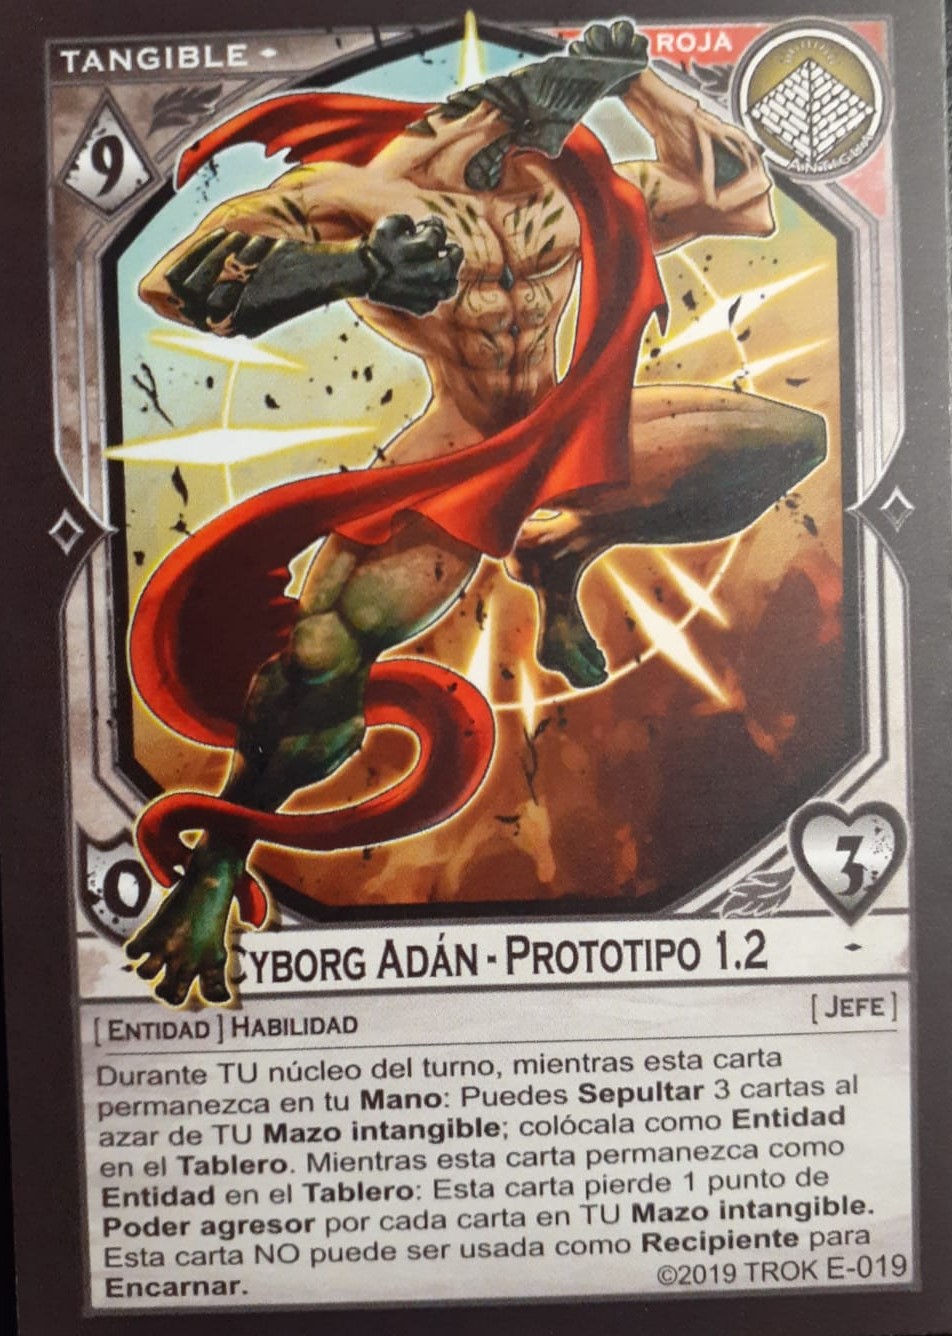 TANGIBLE
ROJA
9
ANTIGUA
0
3
CYBORG ADÁN - PROTOTIPO 1.2
[ENTIDAD] HABILIDAD
[JEFE]
Durante TU núcleo del turno, mientras esta carta
permanezca en tu Mano: Puedes Sepultar 3 cartas al
azar de TU Mazo intangible; colócala como Entidad
en el Tablero. Mientras esta carta permanezca como
Entidad en el Tablero: Esta carta pierde 1 punto de
Poder agresor por cada carta en TU Mazo intangible.
Esta carta NO puede ser usada como Recipiente para
Encarnar.
©2019 TROK E-019